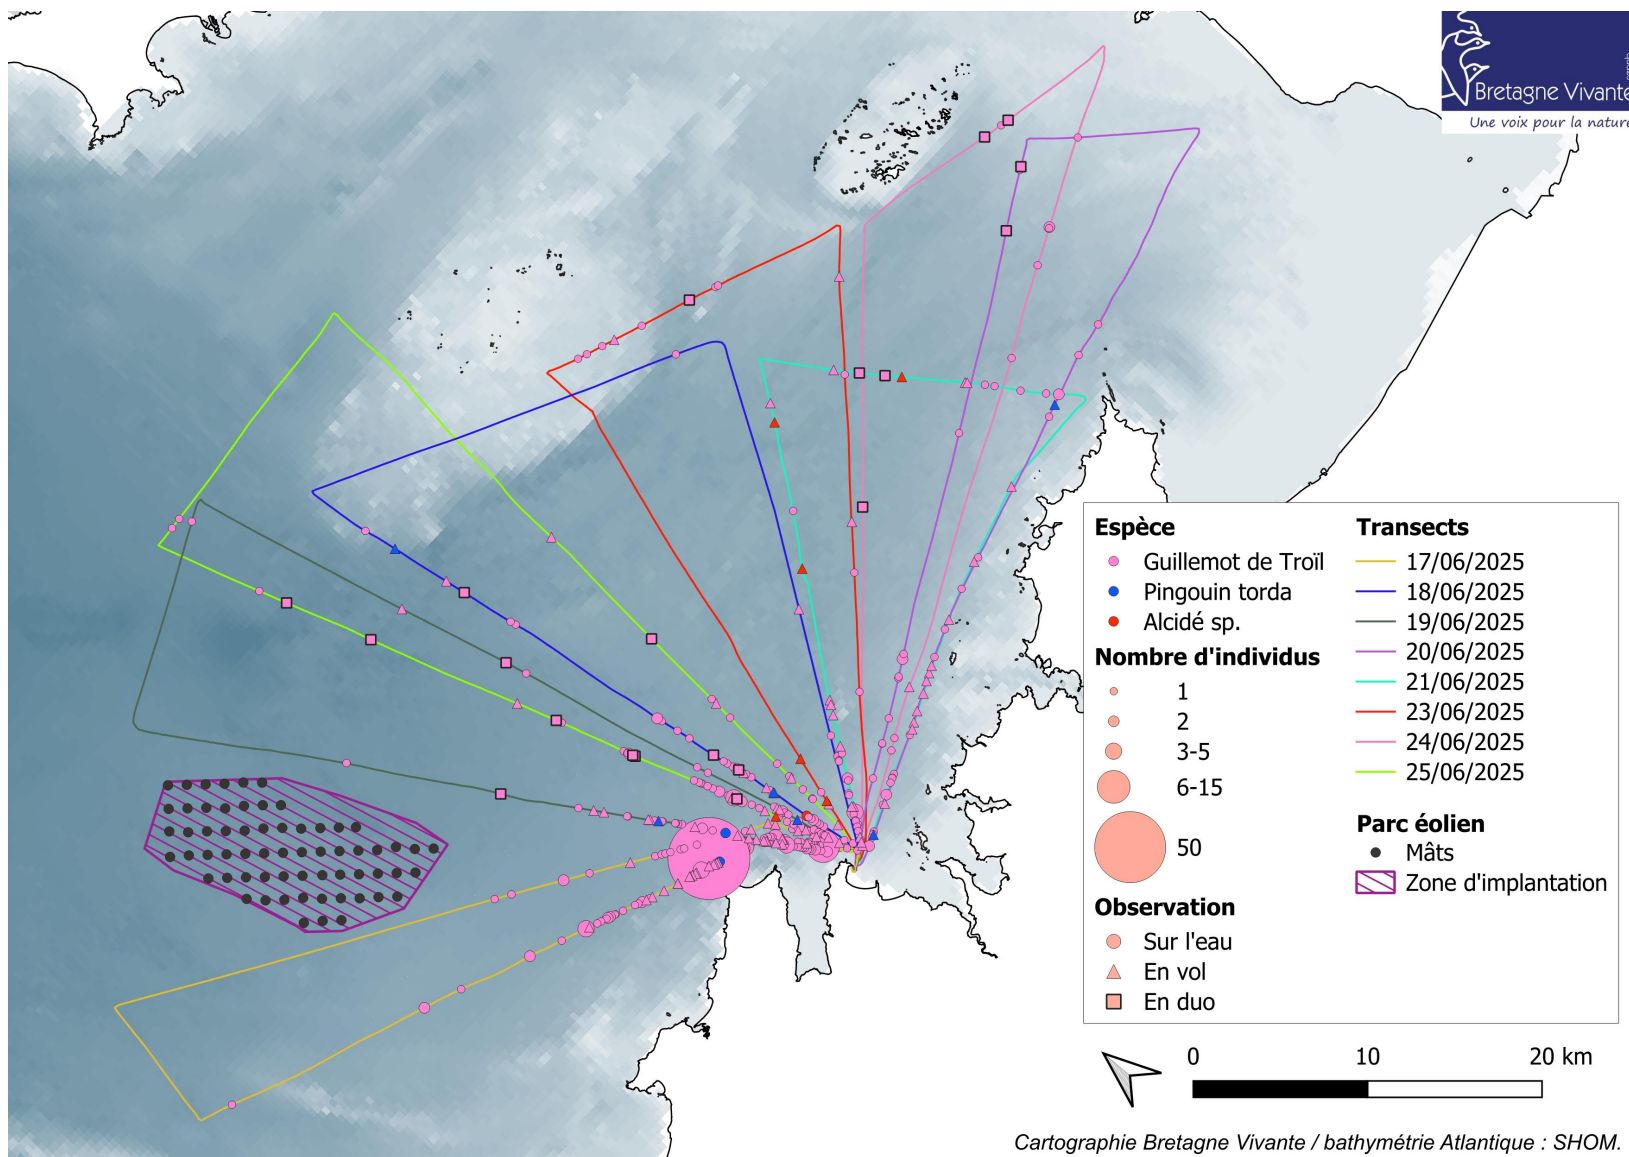 Bretagne Vivante
Une voix pour la nature
Espèce
Guillemot de Troïl
Pingouin torda
Alcidé sp.
Nombre d'individus
1
2
3-5
6-15
50
Observation
Sur l'eau
En vol
En duo
Transects
17/06/2025
18/06/2025
19/06/2025
20/06/2025
21/06/2025
23/06/2025
24/06/2025
25/06/2025
Parc éolien
Mâts
Zone d'implantation
0 10 20 km
Cartographie Bretagne Vivante / bathymétrie Atlantique : SHOM.